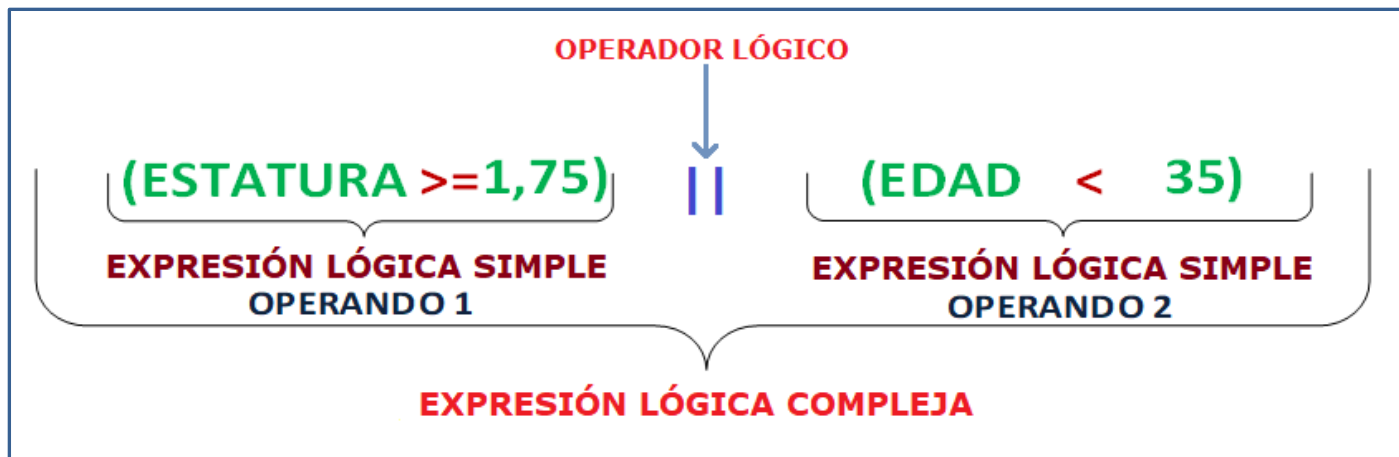 OPERADOR LÓGICO
(ESTATURA >=1,75) || (EDAD < 35)
EXPRESIÓN LÓGICA SIMPLE EXPRESIÓN LÓGICA SIMPLE
OPERANDO 1 OPERANDO 2
EXPRESIÓN LÓGICA COMPLEJA